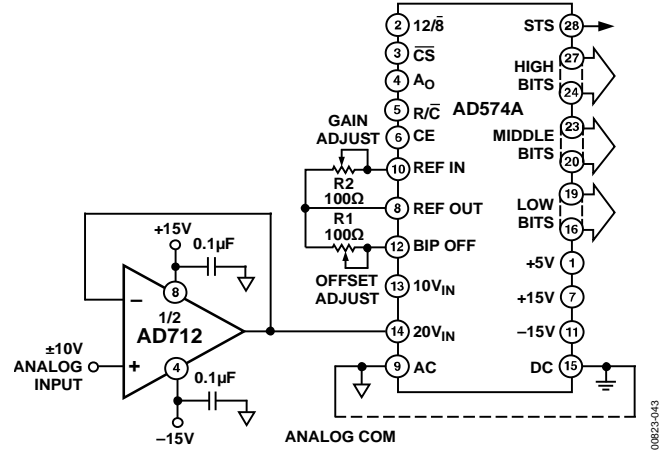 2 12/8̅
3 C̅S̅
4 AO
5 R/C̅
6 CE
10 REF IN
8 REF OUT
12 BIP OFF
13 10VIN
14 20VIN
9 AC
AD574A
STS 28
HIGH
BITS
27
24
MIDDLE
BITS
23
20
LOW
BITS
19
16
+5V 1
+15V 7
–15V 11
DC 15
GAIN
ADJUST
R2
100Ω
R1
100Ω
OFFSET
ADJUST
+15V
0.1µF
8
–
1/2
AD712
±10V
ANALOG
INPUT
+
4
0.1µF
–15V
ANALOG COM
00823-043